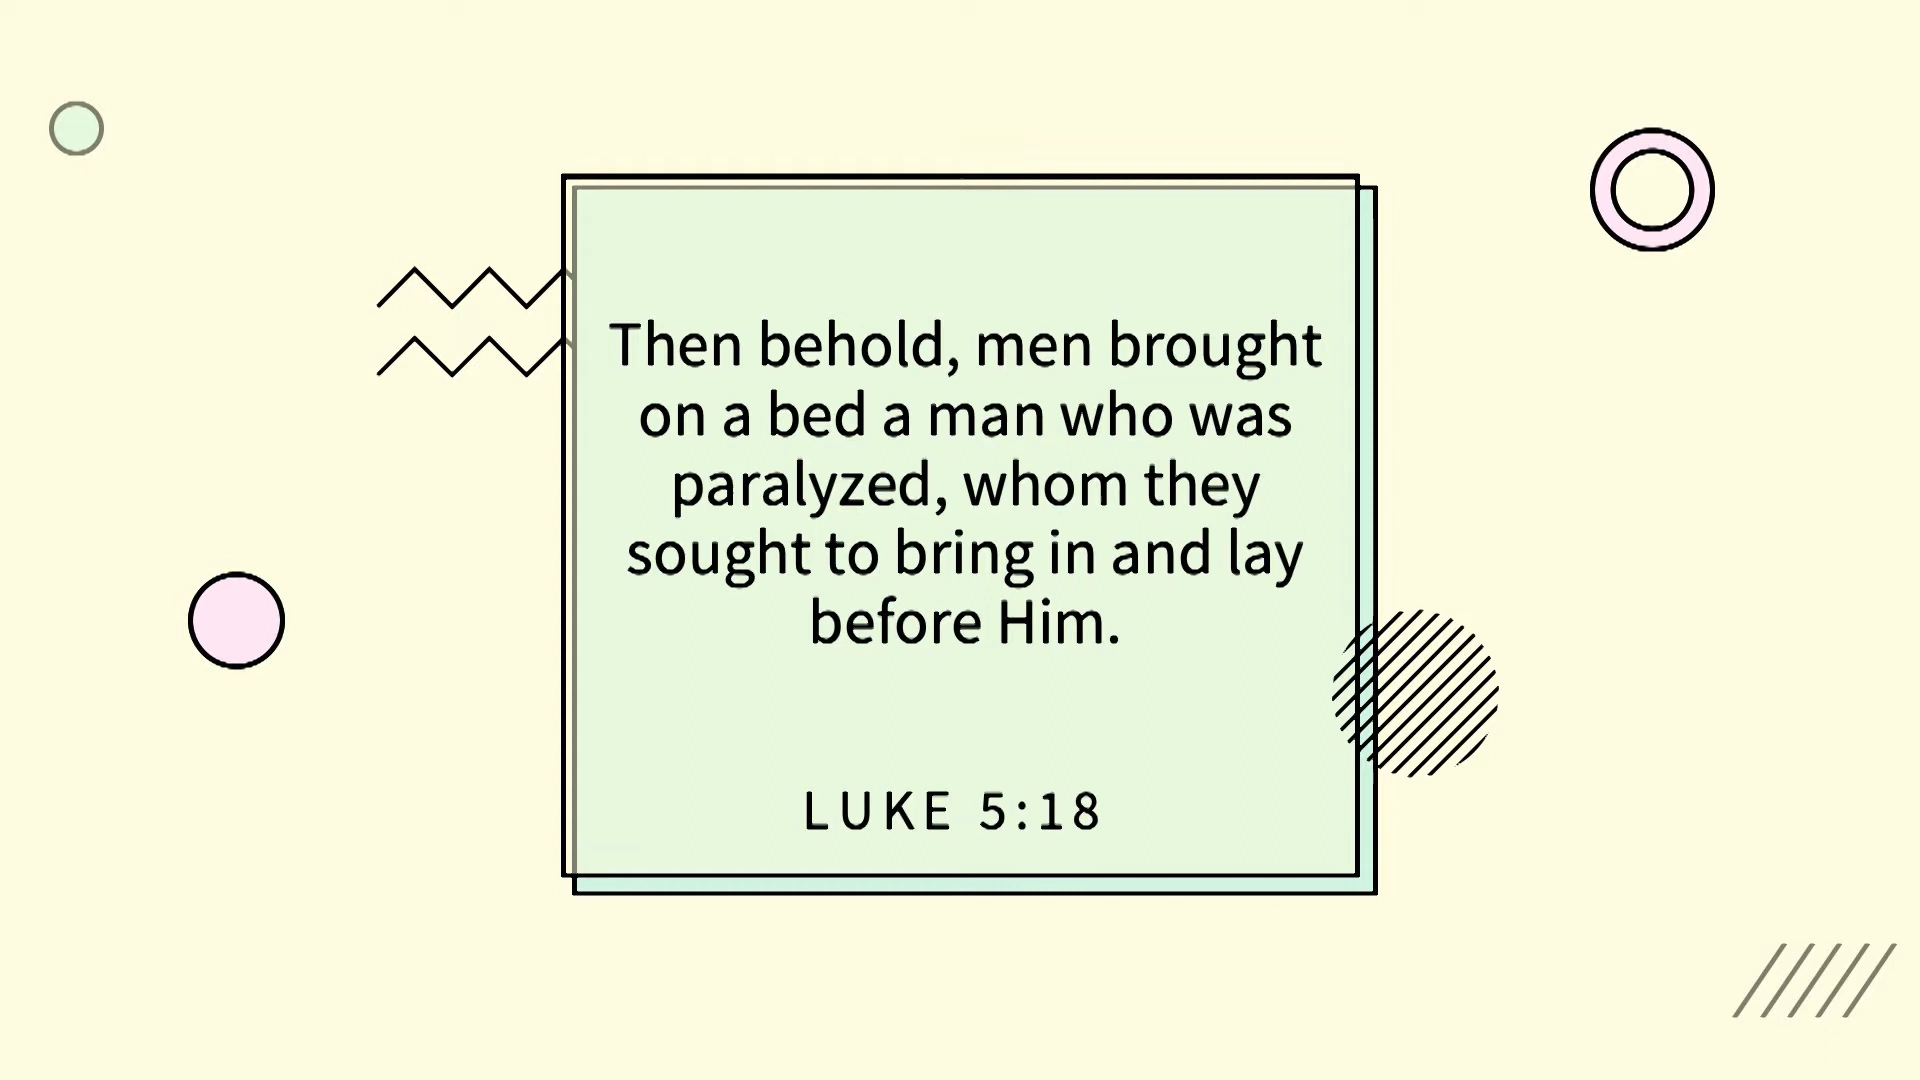 Then behold, men brought
on a bed a man who was
paralyzed, whom they
sought to bring in and lay
before Him.
LUKE 5:18